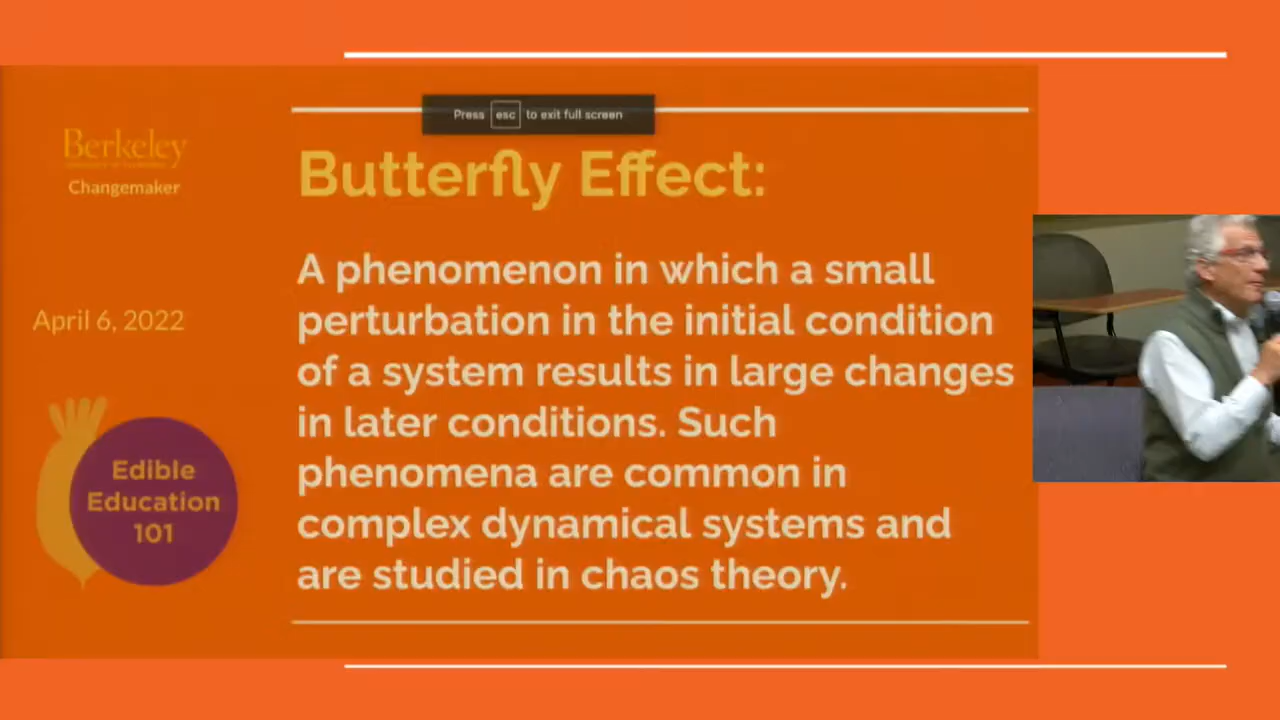 Press esc to exit full screen
Berkeley
Changemaker
April 6, 2022
Edible
Education
101
Butterfly Effect:
A phenomenon in which a small
perturbation in the initial condition
of a system results in large changes
in later conditions. Such
phenomena are common in
complex dynamical systems and
are studied in chaos theory.